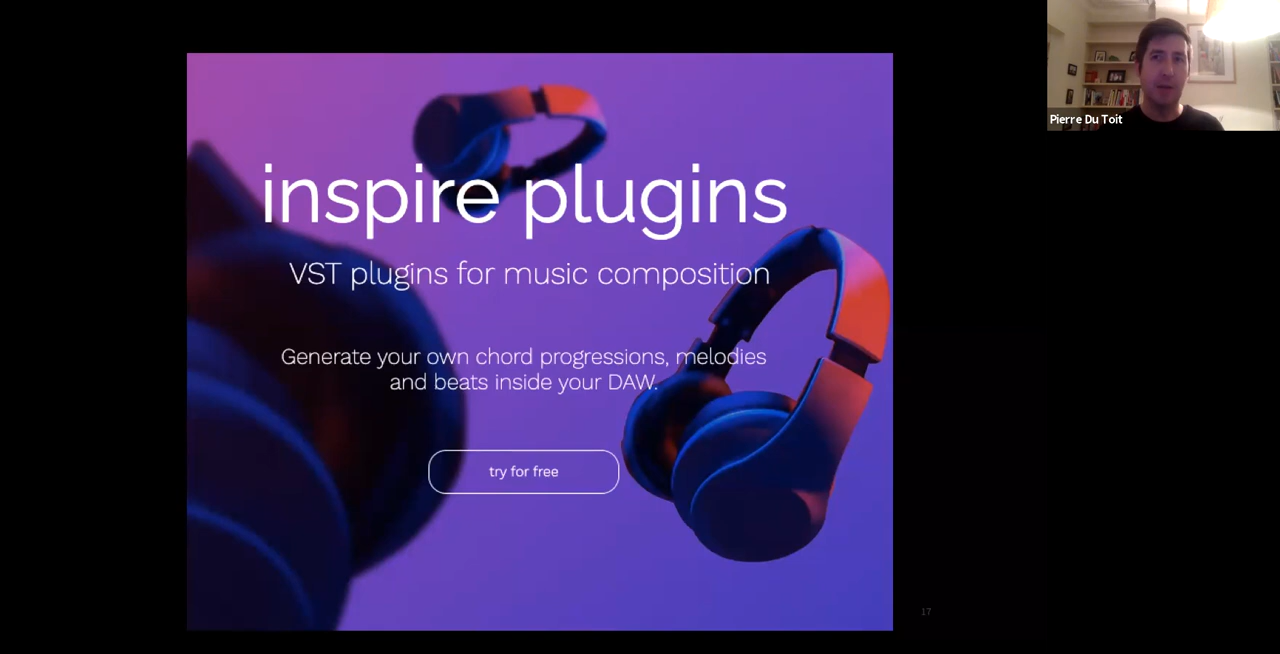 inspire plugins
VST plugins for music composition
Generate your own chord progressions, melodies
and beats inside your DAW.
try for free
Pierre Du Toit
17